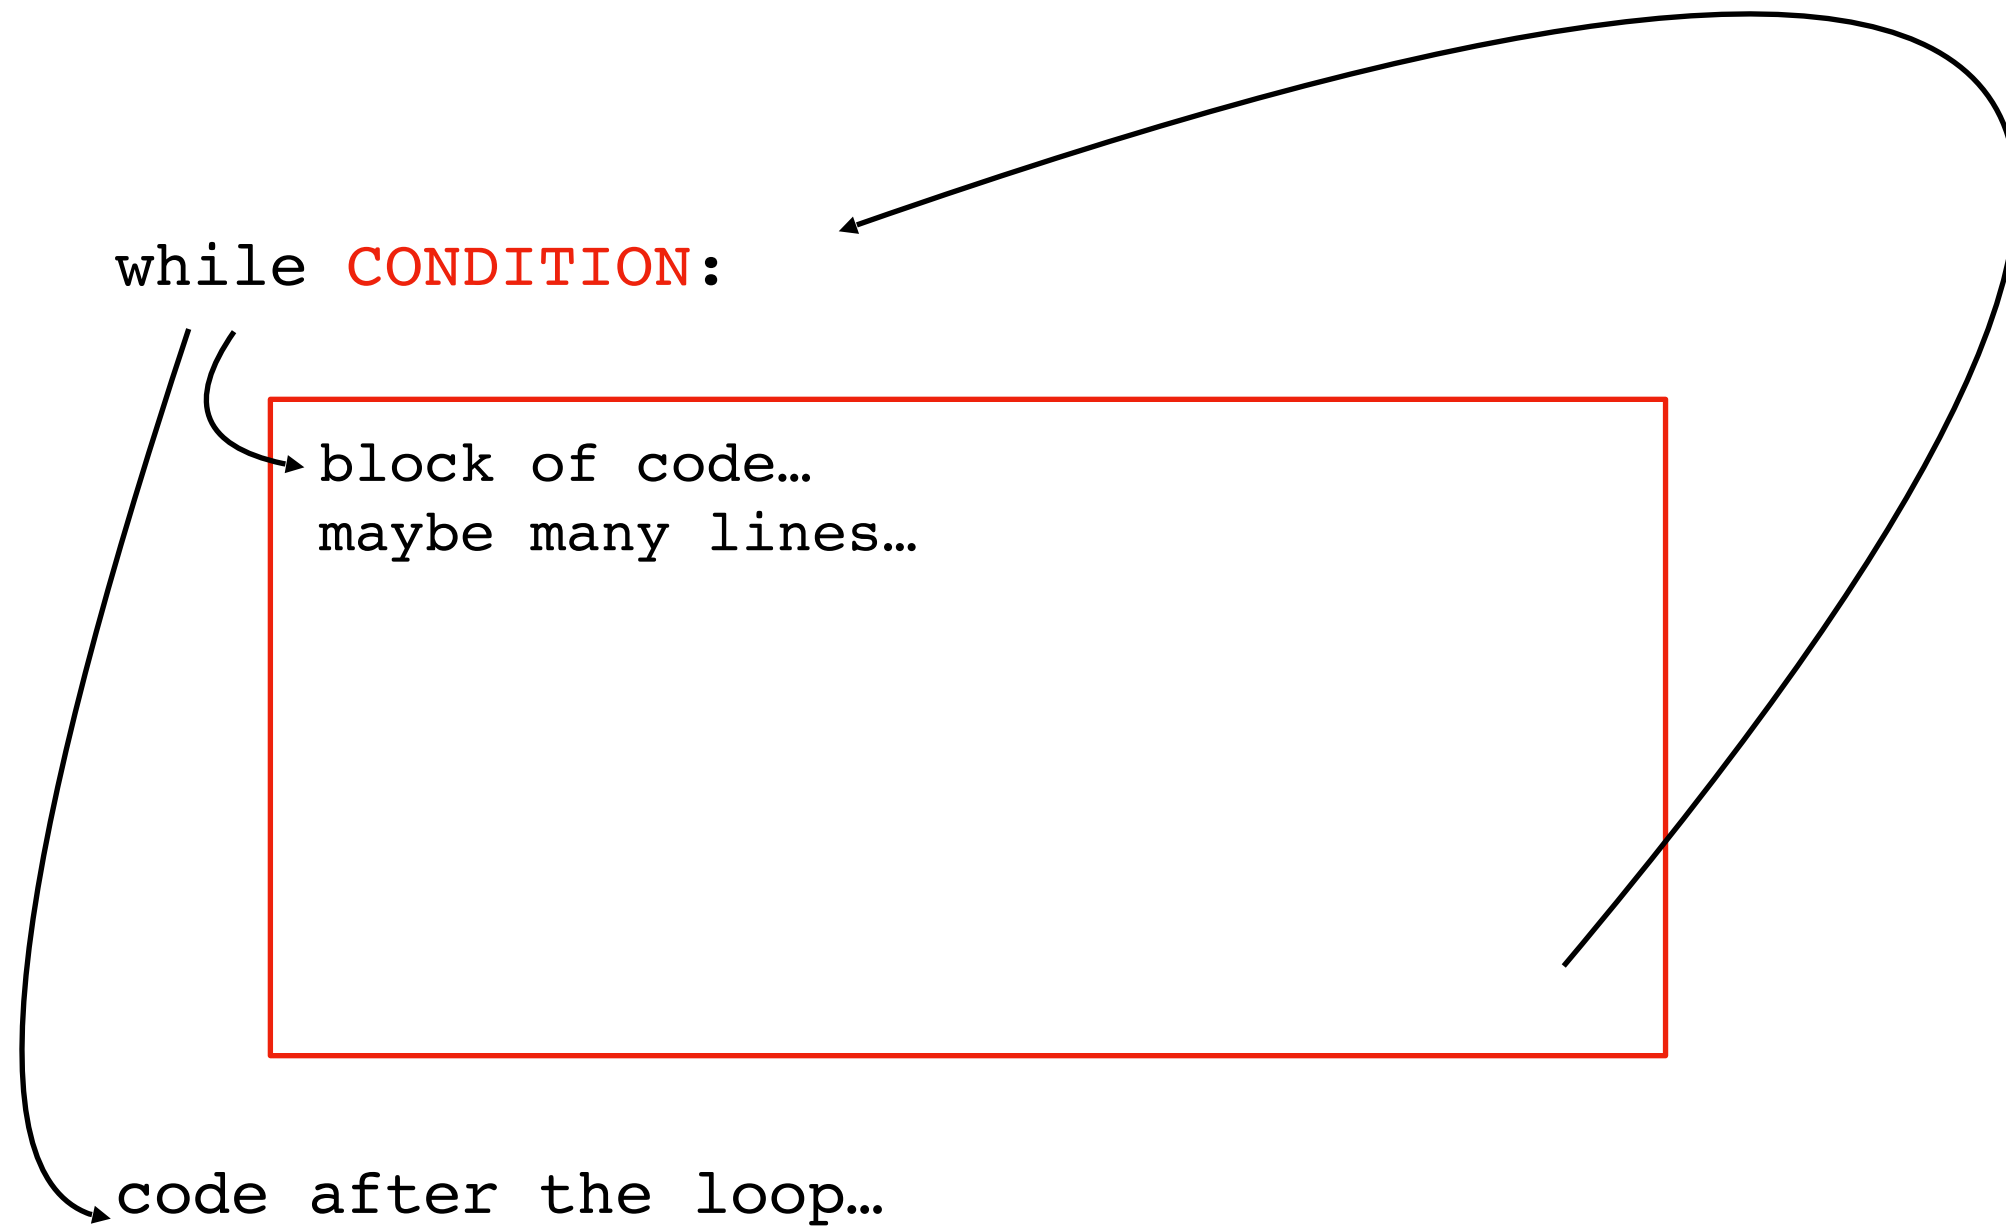 while CONDITION:
block of code…
maybe many lines…
code after the loop…